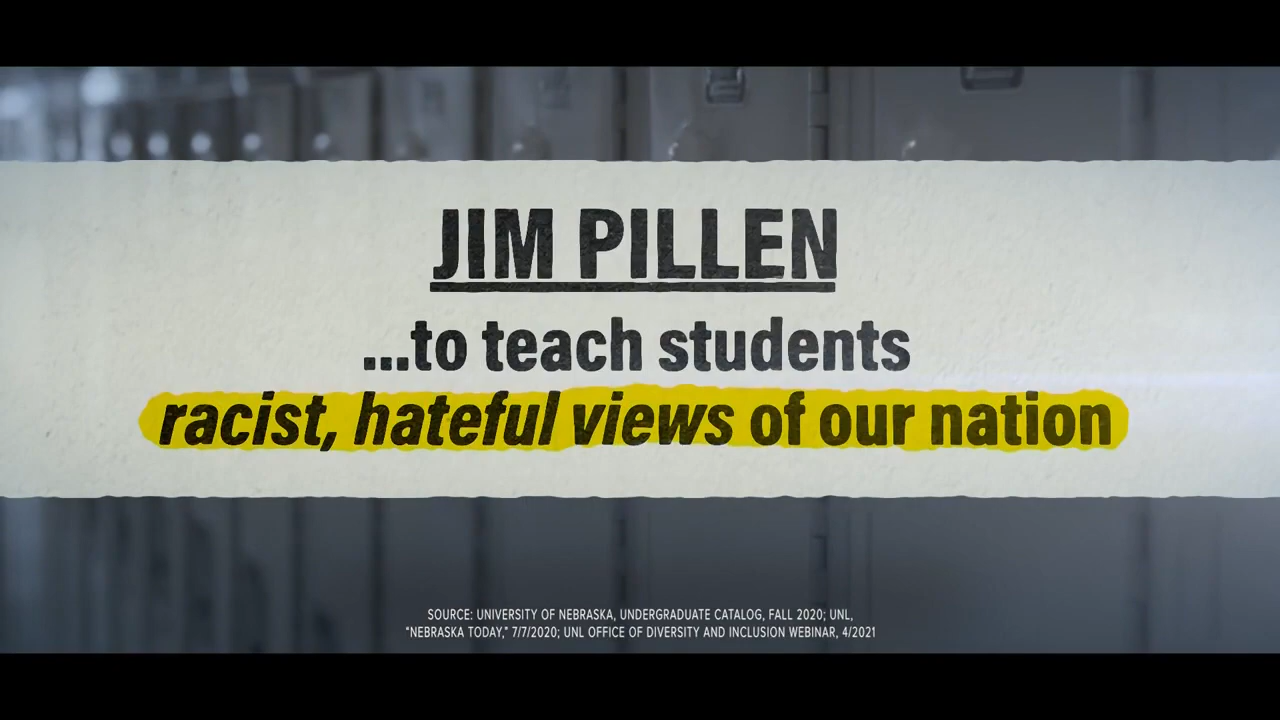 JIM PILLEN
...to teach students
racist, hateful views of our nation
SOURCE: UNIVERSITY OF NEBRASKA, UNDERGRADUATE CATALOG, FALL 2020; UNL,
"NEBRASKA TODAY," 7/7/2020; UNL OFFICE OF DIVERSITY AND INCLUSION WEBINAR, 4/2021